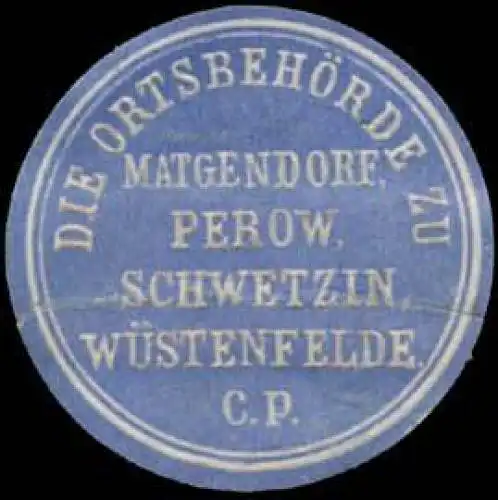 DIE ORTSBEHÖRDE ZU
MATGENDORF,
PEROW,
SCHWETZIN,
WÜSTENFELDE.
C.P.